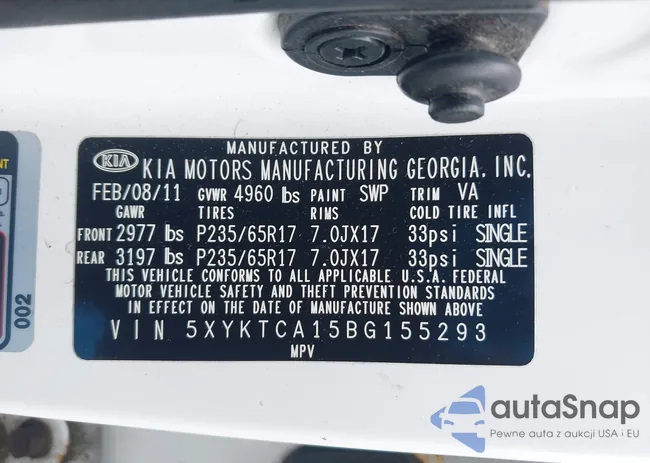 MANUFACTURED BY
KIA KIA MOTORS MANUFACTURING GEORGIA, INC.
FEB/08/11 GVWR 4960 lbs PAINT SWP TRIM VA
GAWR TIRES RIMS COLD TIRE INFL
FRONT 2977 lbs P235/65R17 7.0JX17 33psi SINGLE
REAR 3197 lbs P235/65R17 7.0JX17 33psi SINGLE
THIS VEHICLE CONFORMS TO ALL APPLICABLE U.S.A. FEDERAL
MOTOR VEHICLE SAFETY AND THEFT PREVENTION STANDARDS
IN EFFECT ON THE DATE OF MANUFACTURE SHOWN ABOVE.
VIN 5XYKTCA15BG155293
MPV
002
autaSnap
Pewne auta z aukcji USA i EU